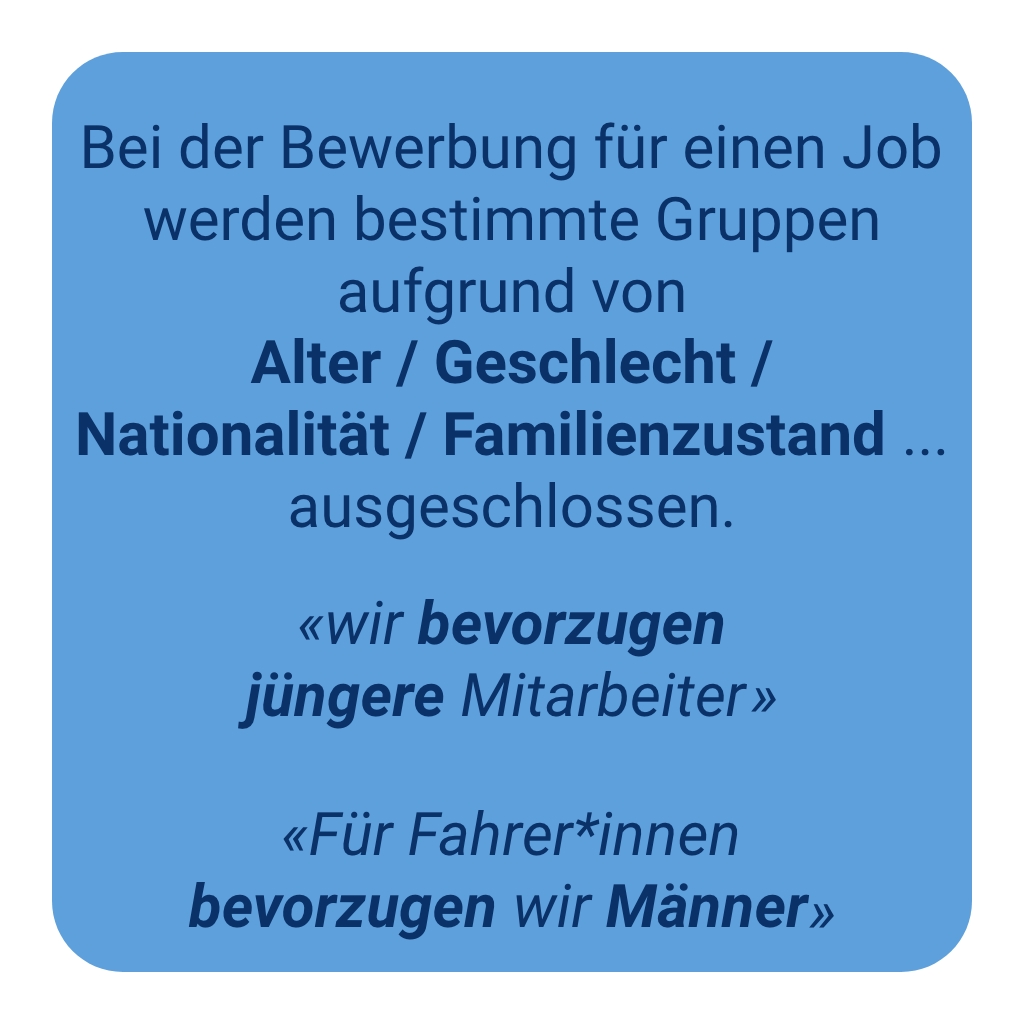 Bei der Bewerbung für einen Job
werden bestimmte Gruppen
aufgrund von
Alter / Geschlecht /
Nationalität / Familienzustand ...
ausgeschlossen.
«wir bevorzugen
jüngere Mitarbeiter»
«Für Fahrer*innen
bevorzugen wir Männer»